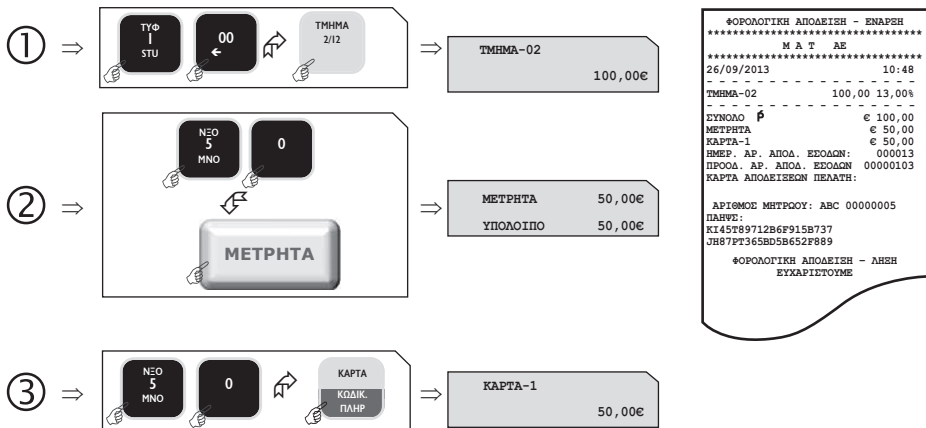 ①
⇒
ΤΥΦ
1
STU
00
←
ΤΜΗΜΑ
2/12
⇒
ΤΜΗΜΑ-02
100,00€
②
⇒
ΝΞΟ
5
ΜΝΟ
0
ΜΕΤΡΗΤΑ
⇒
ΜΕΤΡΗΤΑ 50,00€
ΥΠΟΛΟΙΠΟ 50,00€
③
⇒
ΝΞΟ
5
ΜΝΟ
0
ΚΑΡΤΑ
ΚΩΔΙΚ.
ΠΛΗΡ
⇒
ΚΑΡΤΑ-1
50,00€
ΦΟΡΟΛΟΓΙΚΗ ΑΠΟΔΕΙΞΗ - ΕΝΑΡΞΗ
**********************************
Μ Α Τ ΑΕ
**********************************
26/09/2013 10:48
- - - - - - - - - - - - - - - - -
ΤΜΗΜΑ-02 100,00 13,00%
- - - - - - - - - - - - - - - - -
ΣΥΝΟΛΟ € 100,00
ΜΕΤΡΗΤΑ € 50,00
ΚΑΡΤΑ-1 € 50,00
ΗΜΕΡ. ΑΡ. ΑΠΟΔ. ΕΣΟΔΩΝ: 000013
ΠΡΟΟΔ. ΑΡ. ΑΠΟΔ. ΕΣΟΔΩΝ 00000103
ΚΑΡΤΑ ΑΠΟΔΕΙΞΕΩΝ ΠΕΛΑΤΗ:
ΑΡΙΘΜΟΣ ΜΗΤΡΩΟΥ: ABC 00000005
ΠΑΗΨΣ:
KI45T89712B6F915B737
JH87PT365BD5B652F889
ΦΟΡΟΛΟΓΙΚΗ ΑΠΟΔΕΙΞΗ - ΛΗΞΗ
ΕΥΧΑΡΙΣΤΟΥΜΕ